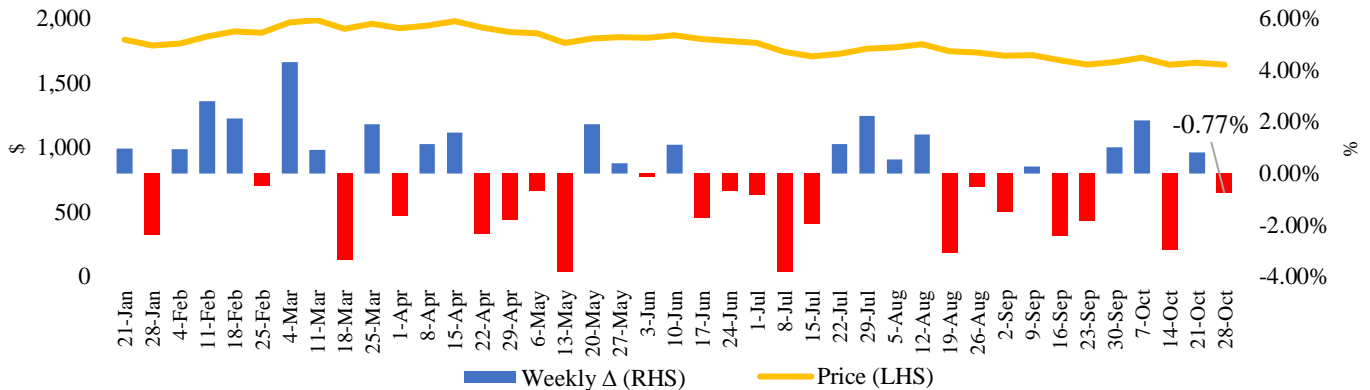 2,000
1,500
1,000
500
0
$
6.00%
4.00%
2.00%
0.00%
-2.00%
-4.00%
%
-0.77%
21-Jan
28-Jan
4-Feb
11-Feb
18-Feb
25-Feb
4-Mar
11-Mar
18-Mar
25-Mar
1-Apr
8-Apr
15-Apr
22-Apr
29-Apr
6-May
13-May
20-May
27-May
3-Jun
10-Jun
17-Jun
24-Jun
1-Jul
8-Jul
15-Jul
22-Jul
29-Jul
5-Aug
12-Aug
19-Aug
26-Aug
2-Sep
9-Sep
16-Sep
23-Sep
30-Sep
7-Oct
14-Oct
21-Oct
28-Oct
Weekly Δ (RHS)
Price (LHS)